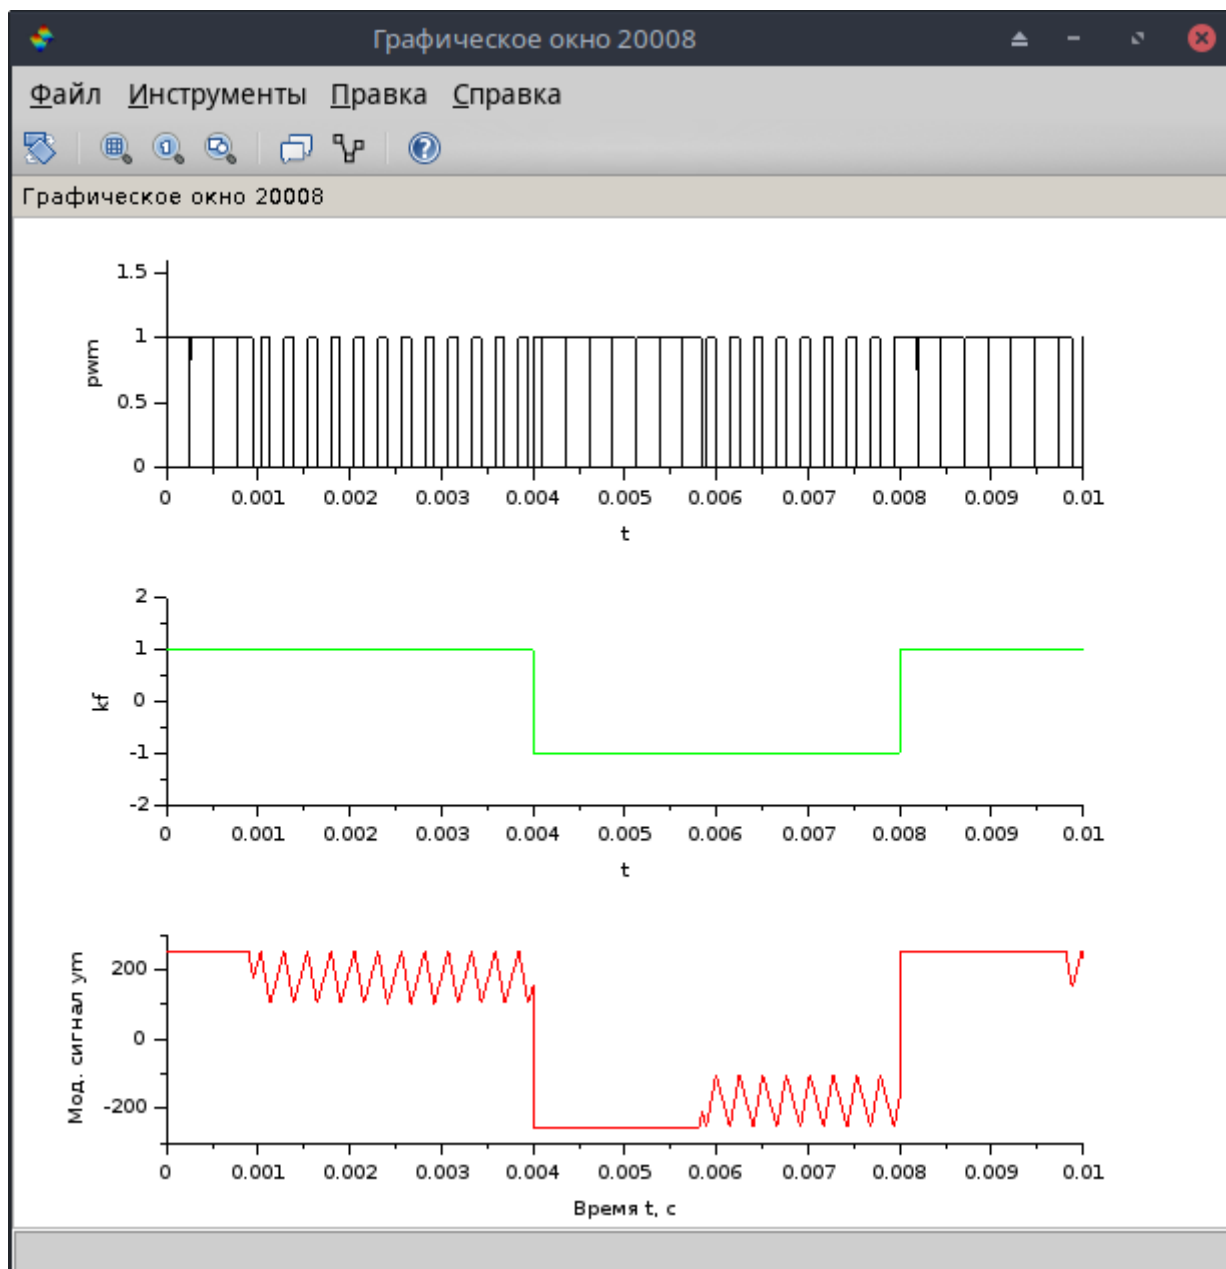 Графическое окно 20008
Файл Инструменты Правка Справка
Графическое окно 20008
1.5
1
0.5
0
pwm
0 0.001 0.002 0.003 0.004 0.005 0.006 0.007 0.008 0.009 0.01
t
2
1
0
-1
-2
kf
0 0.001 0.002 0.003 0.004 0.005 0.006 0.007 0.008 0.009 0.01
t
200
0
-200
Мод. сигнал ym
0 0.001 0.002 0.003 0.004 0.005 0.006 0.007 0.008 0.009 0.01
Время t, с